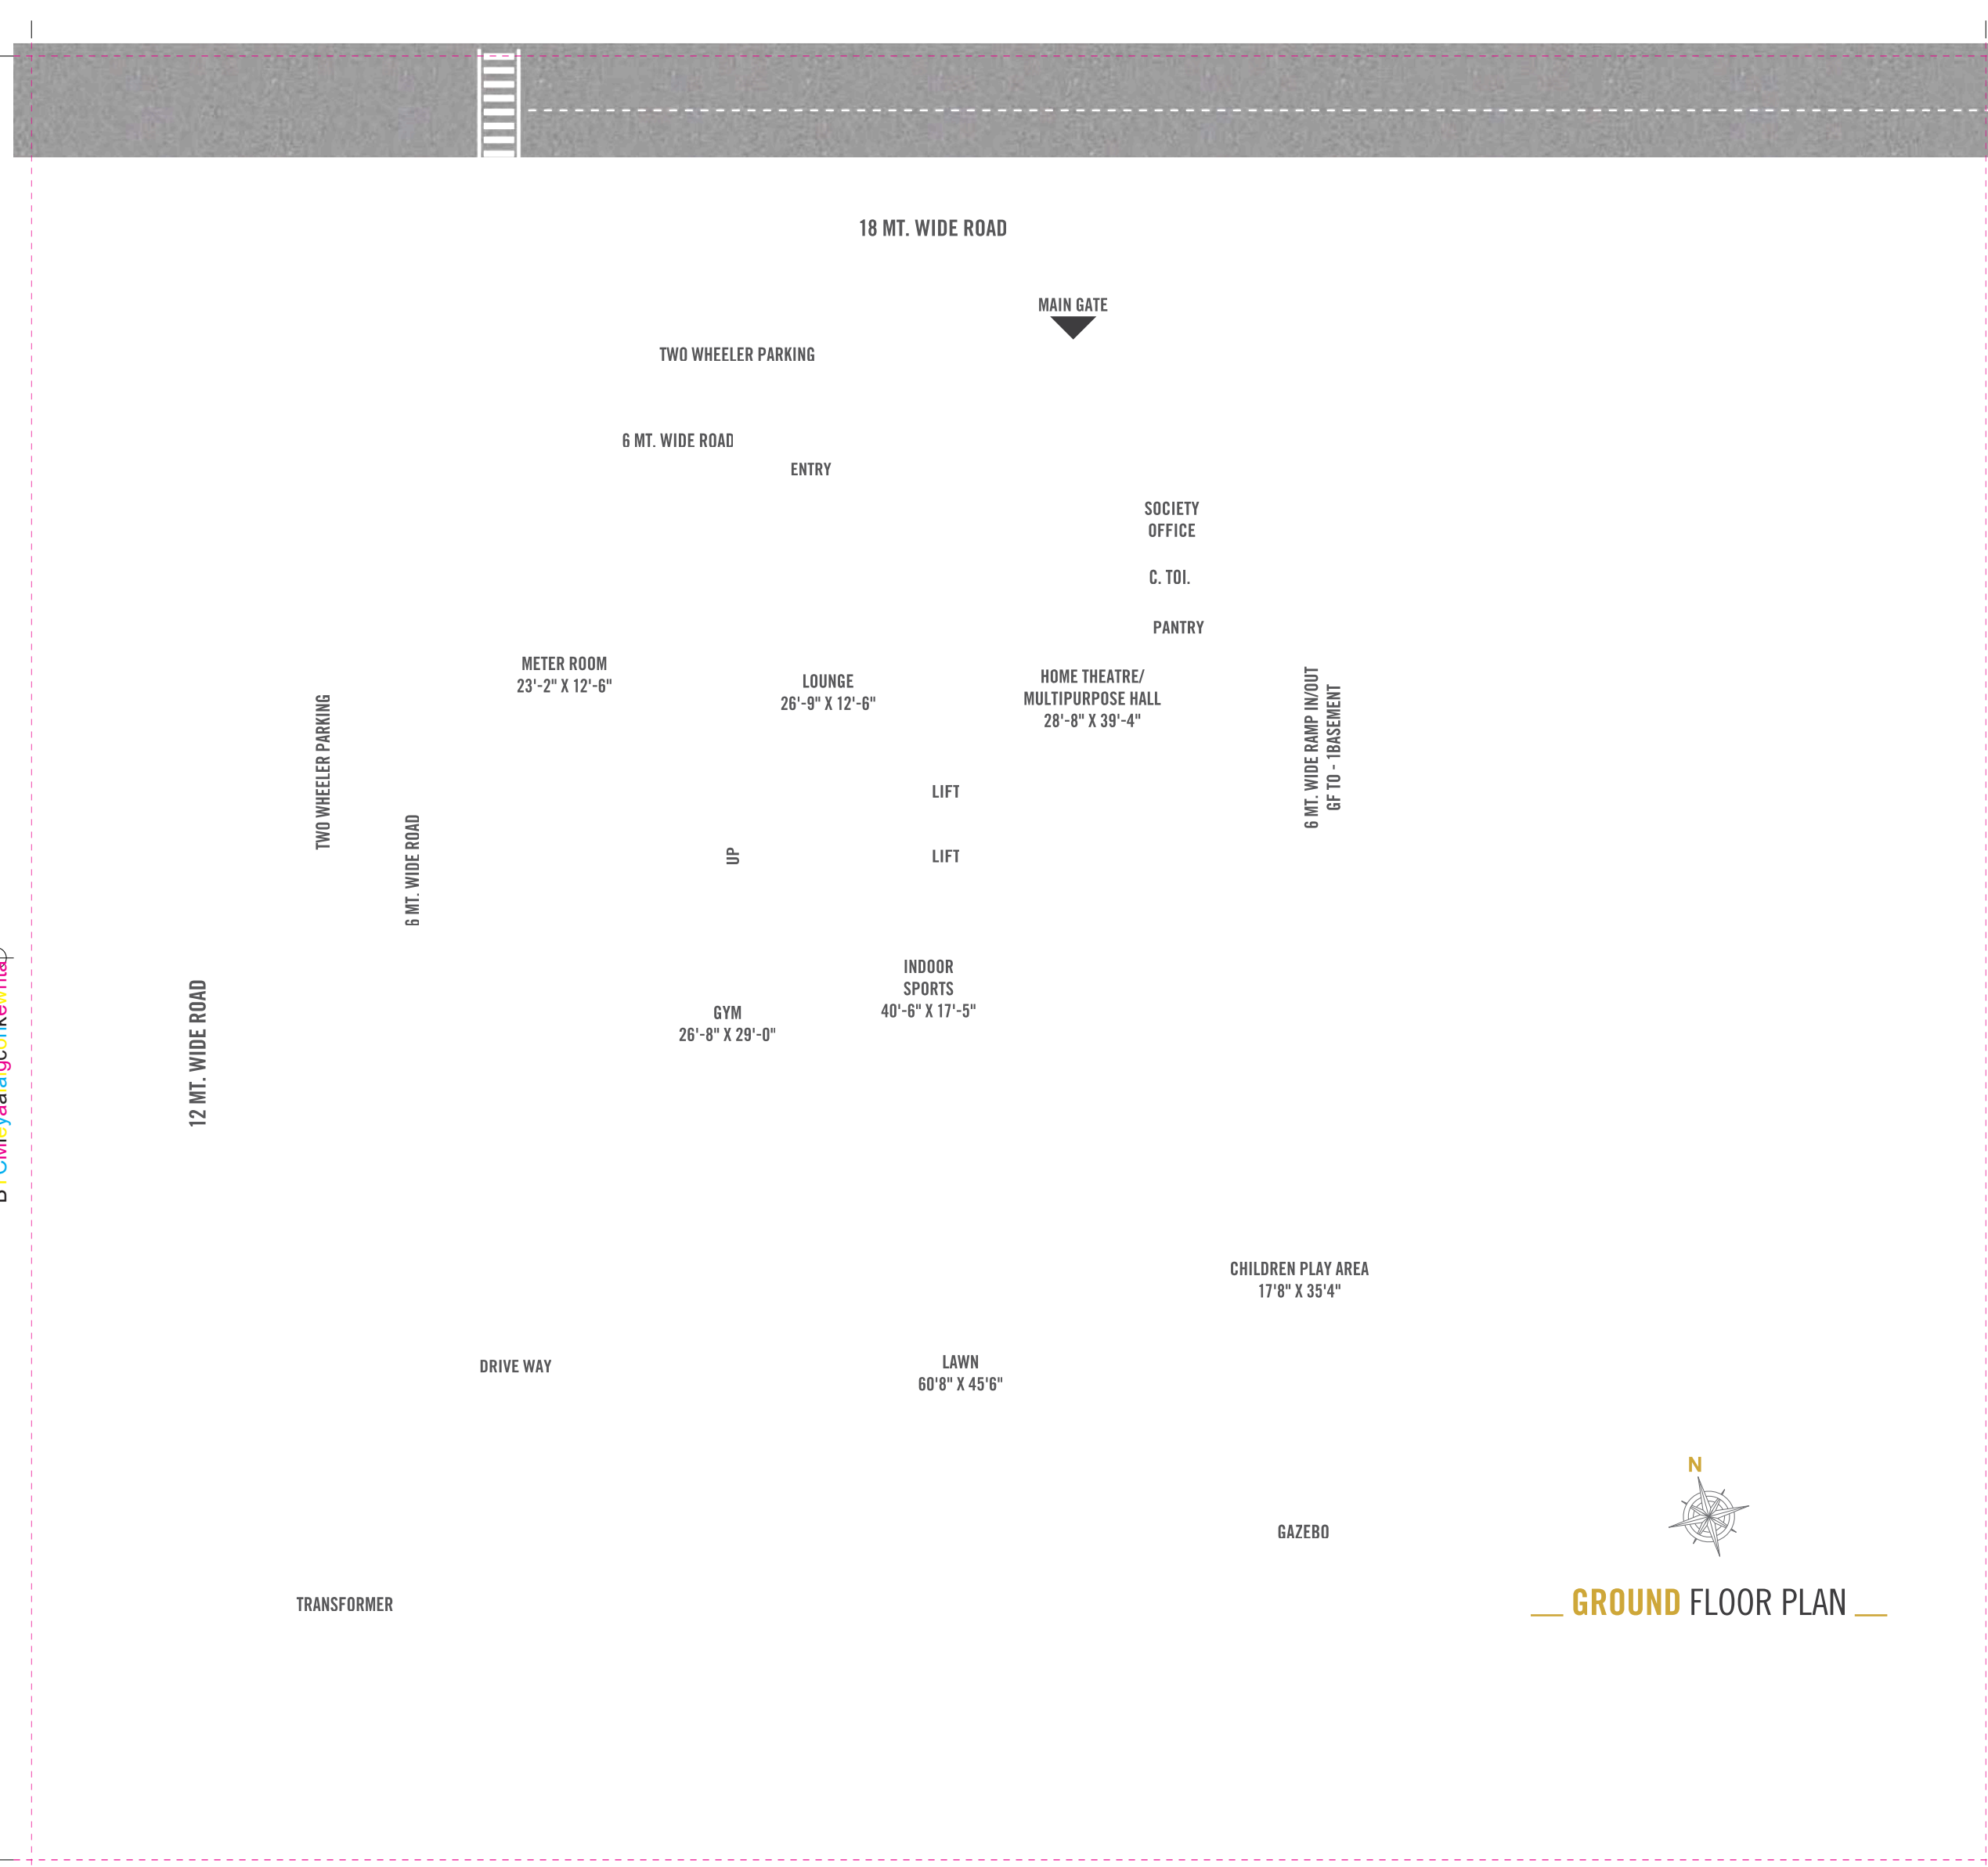 18 MT. WIDE ROAD
MAIN GATE
TWO WHEELER PARKING
6 MT. WIDE ROAD
ENTRY
SOCIETY
OFFICE
C. TOI.
PANTRY
METER ROOM
23'-2" X 12'-6"
LOUNGE
26'-9" X 12'-6"
HOME THEATRE/
MULTIPURPOSE HALL
28'-8" X 39'-4"
6 MT. WIDE RAMP IN/OUT
GF TO - 1BASEMENT
TWO WHEELER PARKING
6 MT. WIDE ROAD
LIFT
UP
LIFT
12 MT. WIDE ROAD
INDOOR
SPORTS
40'-6" X 17'-5"
GYM
26'-8" X 29'-0"
CHILDREN PLAY AREA
17'8" X 35'4"
DRIVE WAY
LAWN
60'8" X 45'6"
N
GAZEBO
TRANSFORMER
GROUND FLOOR PLAN